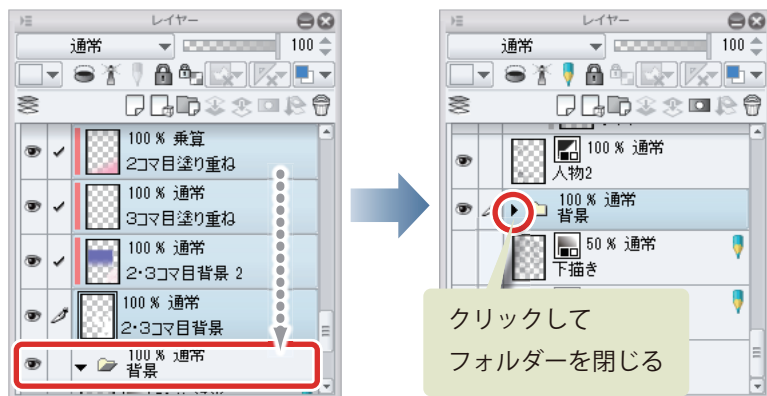 レイヤー
通常
100
100 % 乗算
2コマ目塗り重ね
100 % 通常
3コマ目塗り重ね
100 % 通常
2・3コマ目背景 2
100 % 通常
2・3コマ目背景
100 % 通常
背景
レイヤー
通常
100
100 % 通常
人物2
100 % 通常
背景
50 % 通常
下描き
クリックして
フォルダーを閉じる